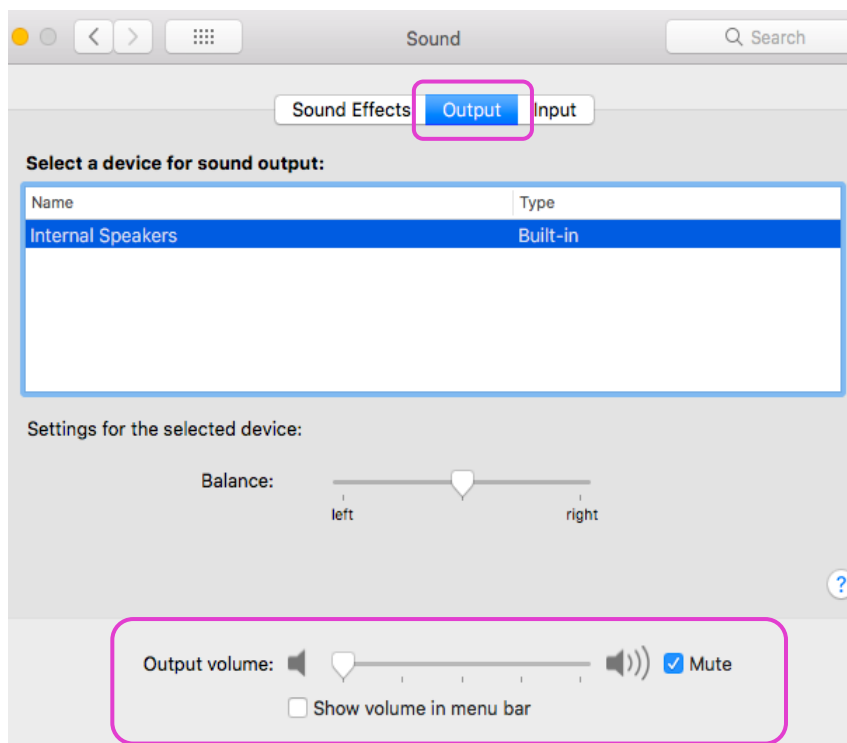 Sound
Search
Sound Effects Output Input
Select a device for sound output:
Name Type
Internal Speakers Built-in
Settings for the selected device:
Balance:
left right
?
Output volume: Mute
Show volume in menu bar